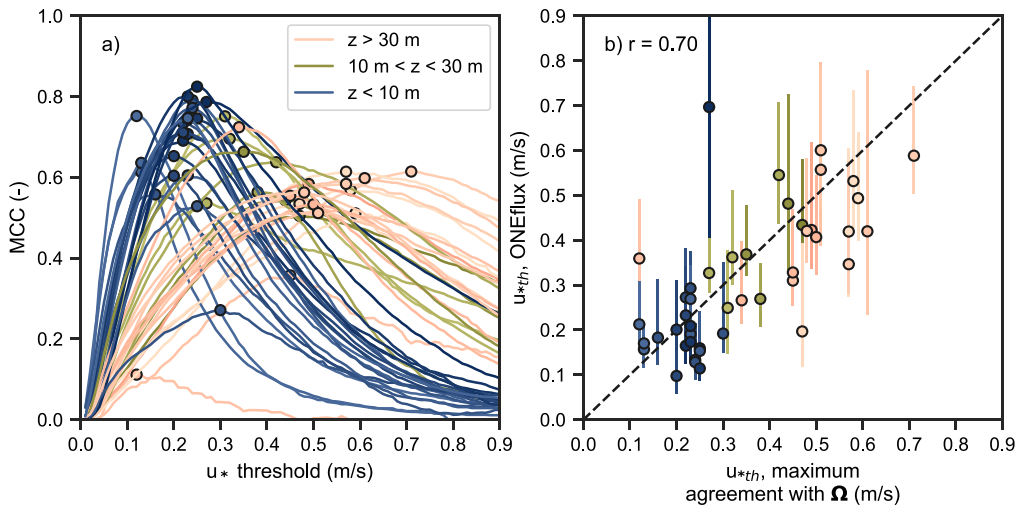 a)
z > 30 m
10 m < z < 30 m
z < 10 m
MCC (-)
1.0
0.8
0.6
0.4
0.2
0.0
0.0 0.1 0.2 0.3 0.4 0.5 0.6 0.7 0.8 0.9
u* threshold (m/s)
b) r = 0.70
u*th, ONEflux (m/s)
0.9
0.8
0.7
0.6
0.5
0.4
0.3
0.2
0.1
0.0
0.0 0.1 0.2 0.3 0.4 0.5 0.6 0.7 0.8 0.9
u*th, maximum
agreement with Ω (m/s)